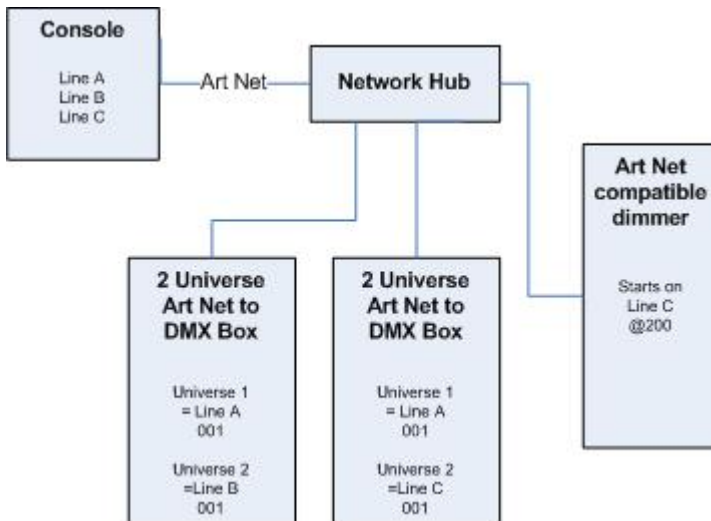 Console
Line A
Line B
Line C
Art Net
Network Hub
Art Net
compatible
dimmer
Starts on
Line C
@200
2 Universe
Art Net to
DMX Box
Universe 1
= Line A
001
Universe 2
=Line B
001
2 Universe
Art Net to
DMX Box
Universe 1
= Line A
001
Universe 2
=Line C
001